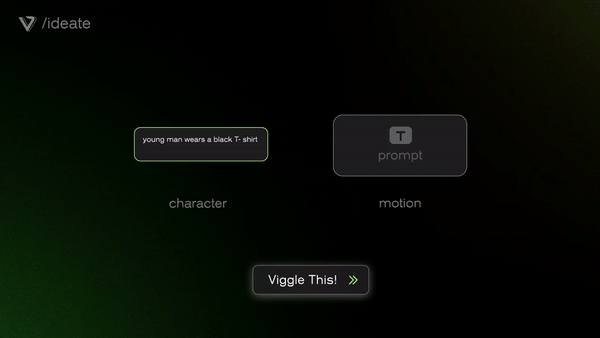 /ideate
young man wears a black T- shirt
T
prompt
character
motion
Viggle This!